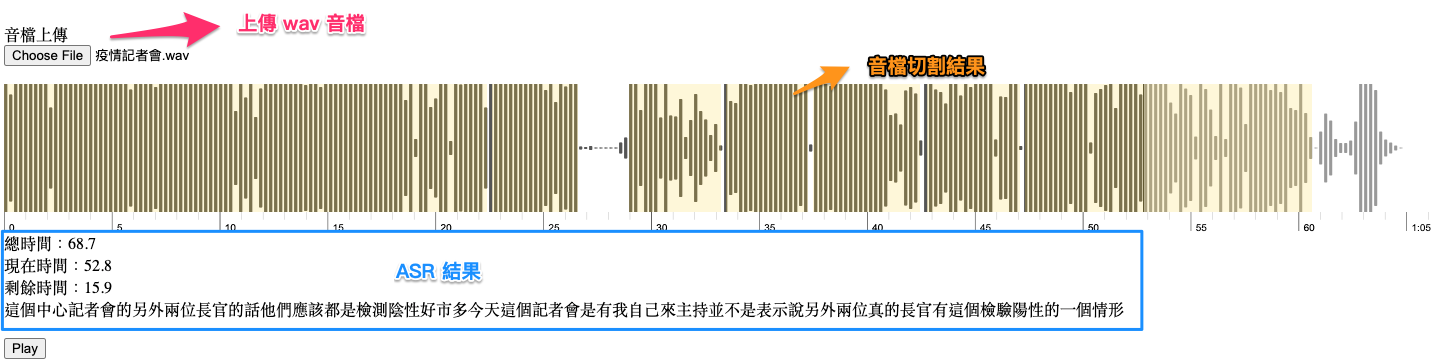 上傳 wav 音檔
音檔上傳
Choose File 疫情記者會.wav
音檔切割結果
0 5 10 15 20 25 30 35 40 45 50 55 60 1:05
總時間：68.7
現在時間：52.8
ASR 結果
剩餘時間：15.9
這個中心記者會的另外兩位長官的話他們應該都是檢測陰性好市多今天這個記者會是有我自己來主持並不是表示說另外兩位真的長官有這個檢驗陽性的一個情形
Play